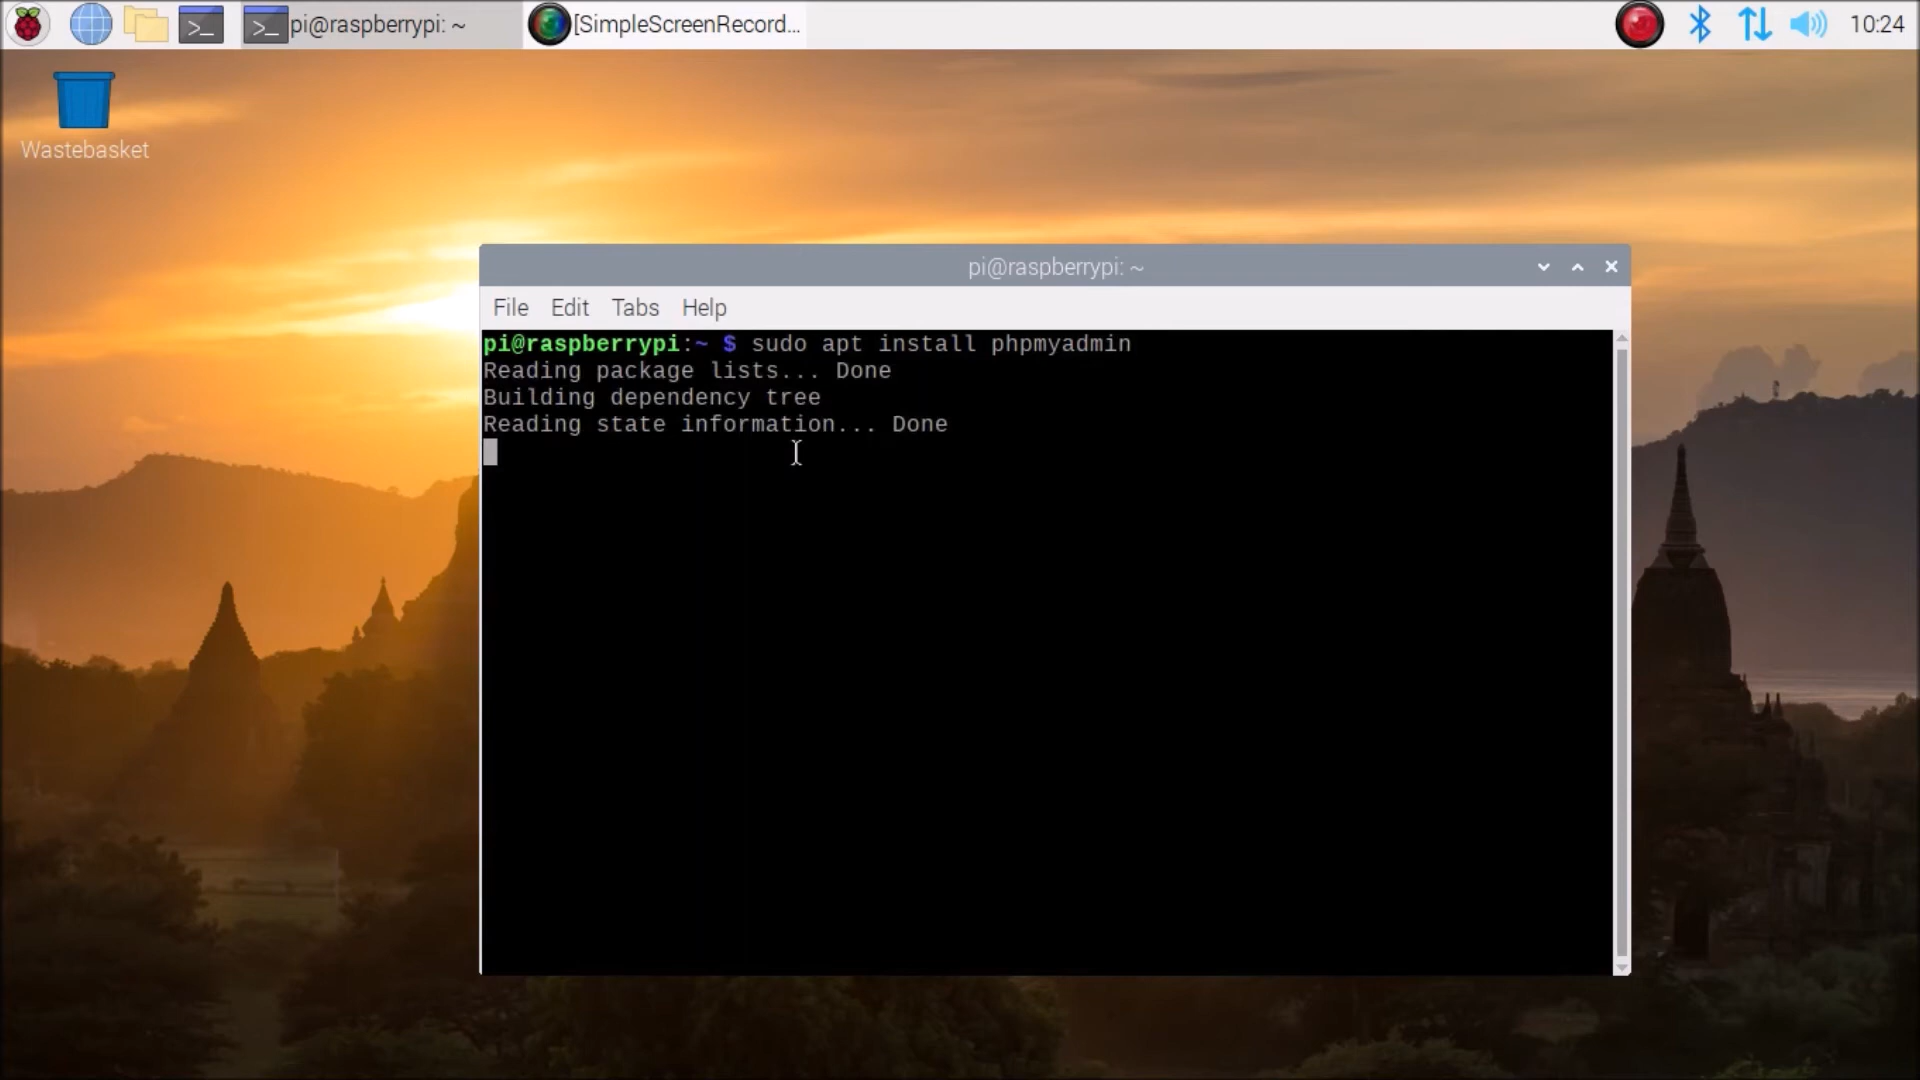 pi@raspberrypi: ~
[SimpleScreenRecord...
10:24
Wastebasket
pi@raspberrypi: ~
File Edit Tabs Help
pi@raspberrypi:~ $ sudo apt install phpmyadmin
Reading package lists... Done
Building dependency tree
Reading state information... Done